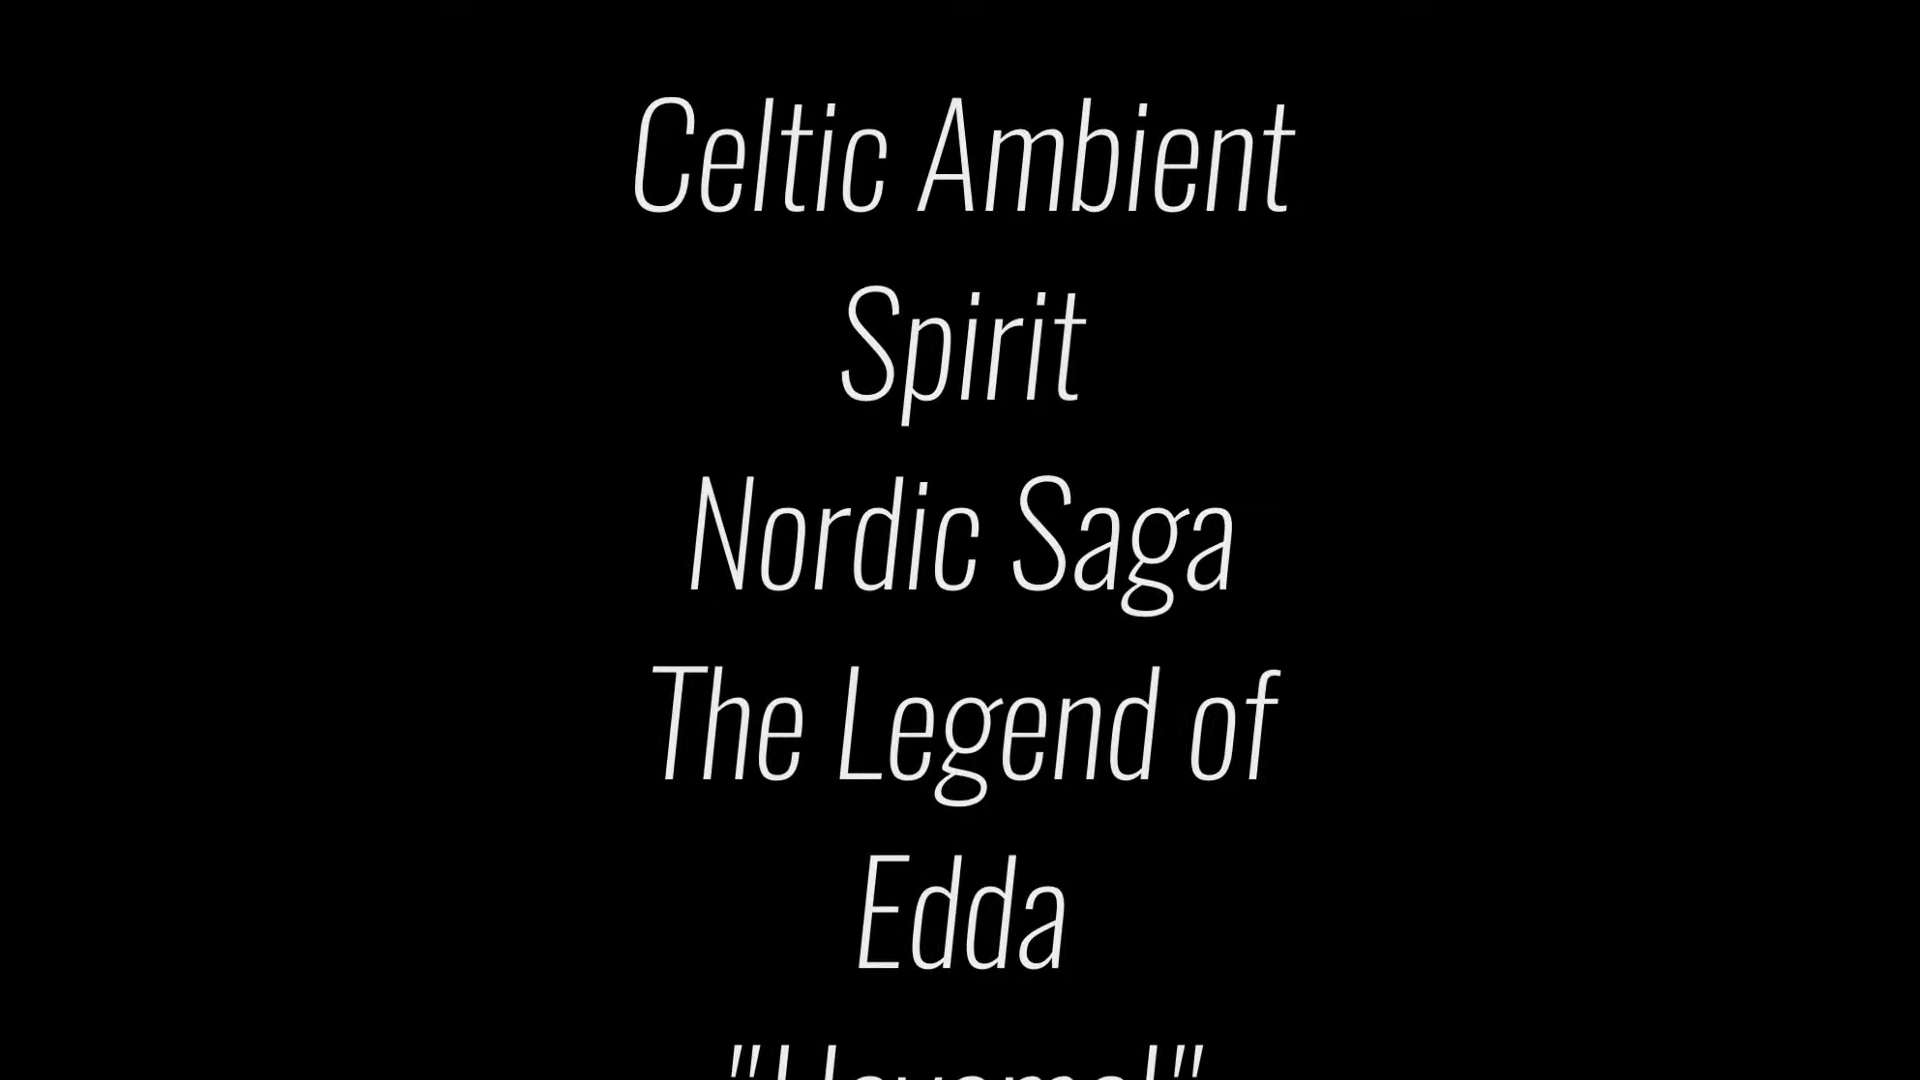 Celtic Ambient
Spirit
Nordic Saga
The Legend of
Edda